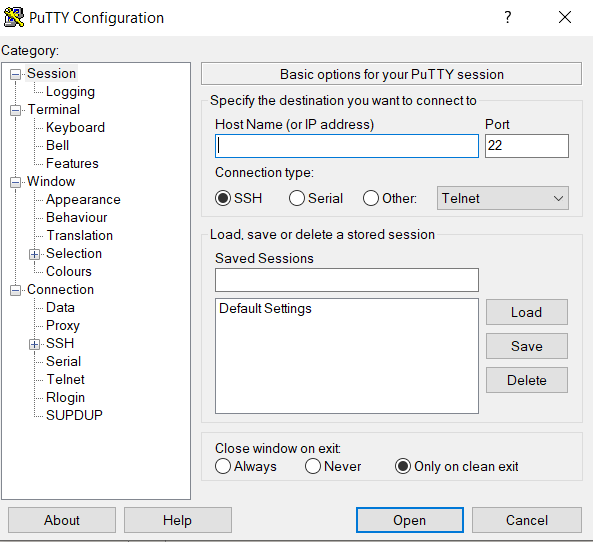 PuTTY Configuration
?
Category:
Session
Logging
Terminal
Keyboard
Bell
Features
Window
Appearance
Behaviour
Translation
Selection
Colours
Connection
Data
Proxy
SSH
Serial
Telnet
Rlogin
SUPDUP
Basic options for your PuTTY session
Specify the destination you want to connect to
Host Name (or IP address) Port
22
Connection type:
SSH Serial Other: Telnet
Load, save or delete a stored session
Saved Sessions
Default Settings
Load
Save
Delete
Close window on exit:
Always Never Only on clean exit
About Help Open Cancel